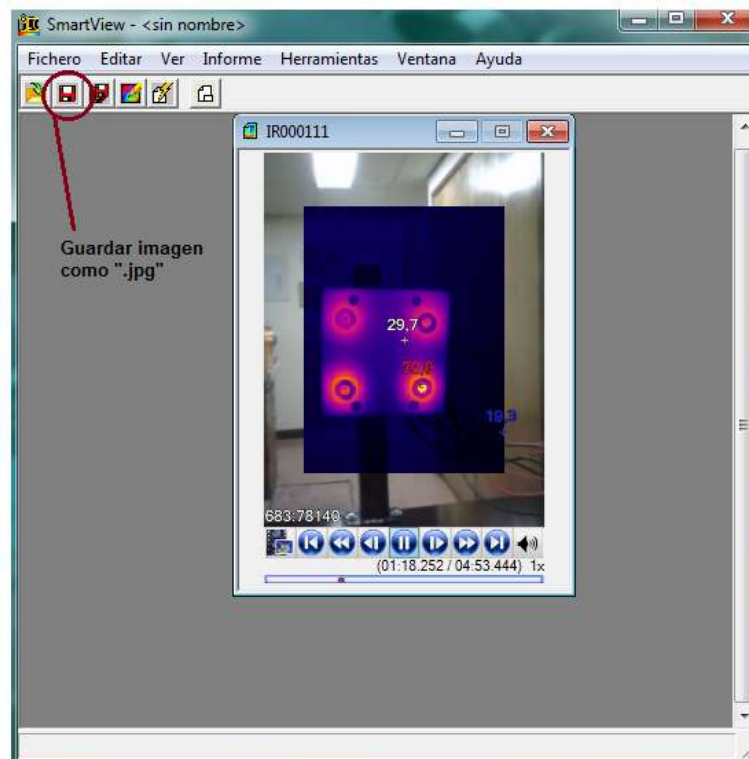 SmartView - <sin nombre>
Fichero Editar Ver Informe Herramientas Ventana Ayuda
IR000111
Guardar imagen
como ".jpg"
29,7
19,3
683:78140
(01:18.252 / 04:53.444) 1x